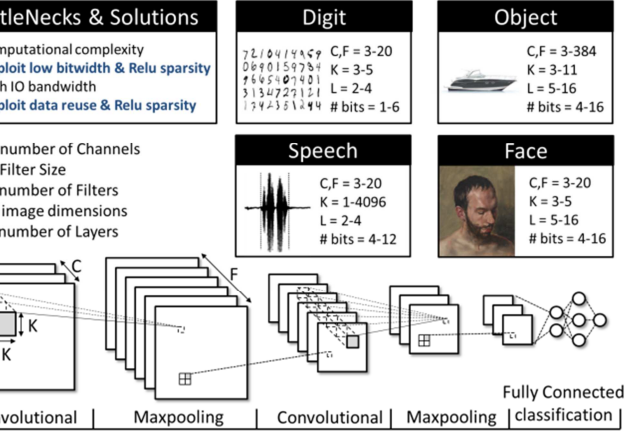 tleNecks & Solutions
mputational complexity
ploit low bitwidth & Relu sparsity
h IO bandwidth
ploit data reuse & Relu sparsity
Digit
C,F = 3-20
K = 3-5
L = 2-4
# bits = 1-6
Object
C,F = 3-384
K = 3-11
L = 5-16
# bits = 4-16
number of Channels
Filter Size
number of Filters
image dimensions
number of Layers
Speech
C,F = 3-20
K = 1-4096
L = 2-4
# bits = 4-12
Face
C,F = 3-20
K = 3-5
L = 5-16
# bits = 4-16
C
F
K
K
Fully Connected
volutional
Maxpooling
Convolutional
Maxpooling
classification